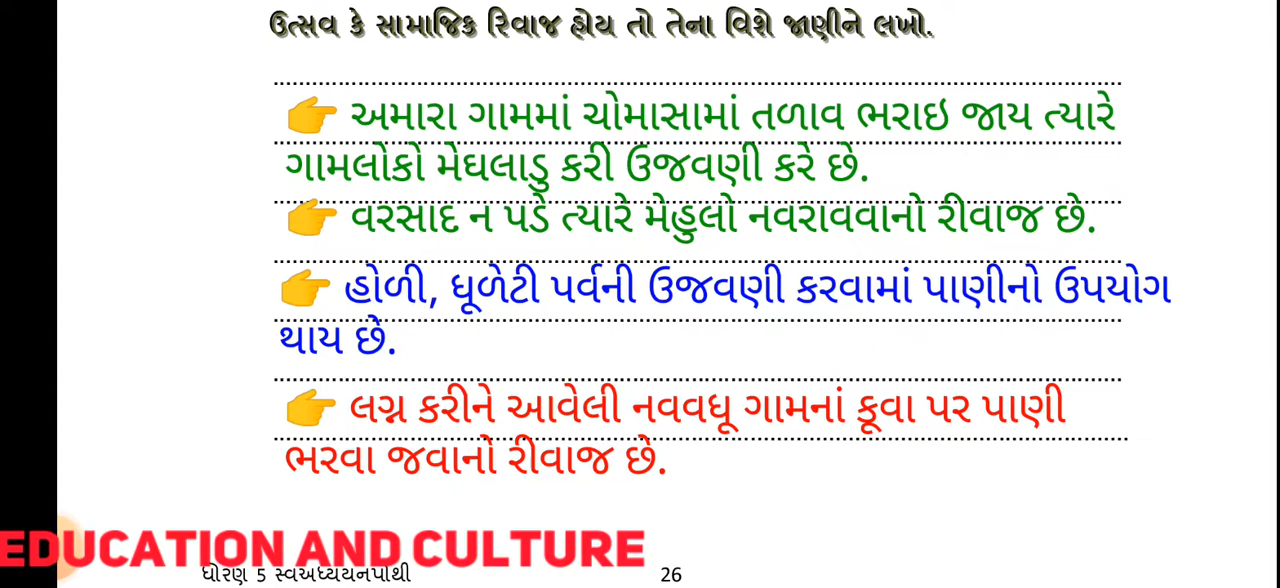 ઉત્સવ કે સામાજિક રિવાજ હોય તો તેના વિશે જાણીને લખો.
👉 અમારા ગામમાં ચોમાસામાં તળાવ ભરાઇ જાય ત્યારે
ગામલોકો મેઘલાડુ કરી ઉજવણી કરે છે.
👉 વરસાદ ન પડે ત્યારે મેહુલો નવરાવવાનો રીવાજ છે.
👉 હોળી, ધૂળેટી પર્વની ઉજવણી કરવામાં પાણીનો ઉપયોગ
થાય છે.
👉 લગ્ન કરીને આવેલી નવવધૂ ગામનાં કૂવા પર પાણી
ભરવા જવાનો રીવાજ છે.
EDUCATION AND CULTURE
ધોરણ 5 સ્વઅધ્યયનપોથી 26